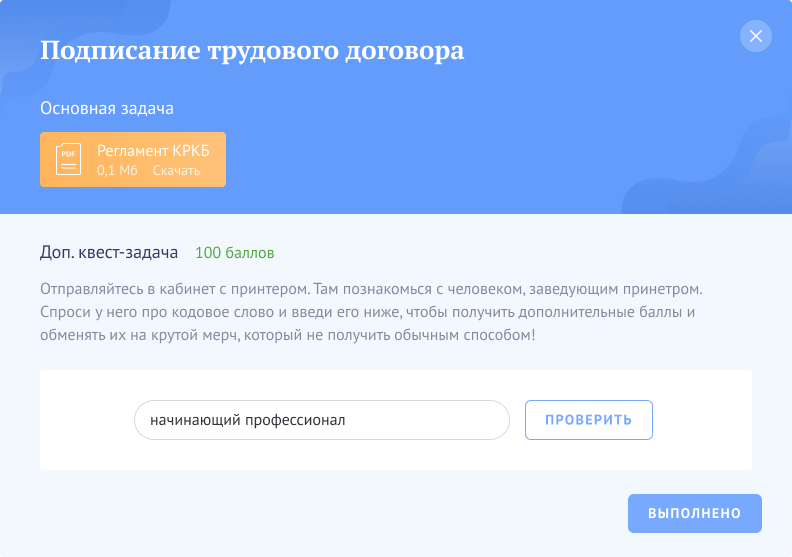 Подписание трудового договора
Основная задача
PDF
Регламент КРКБ
0,1 Мб Скачать
Доп. квест-задача 100 баллов
Отправляйтесь в кабинет с принтером. Там познакомься с человеком, заведующим принетром.
Спроси у него про кодовое слово и введи его ниже, чтобы получить дополнительные баллы и
обменять их на крутой мерч, который не получить обычным способом!
начинающий профессионал
ПРОВЕРИТЬ
ВЫПОЛНЕНО